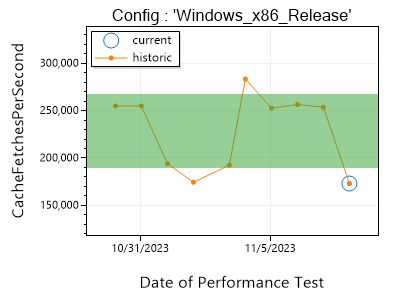 Config : 'Windows_x86_Release'
current
historic
CacheFetchesPerSecond
300,000
250,000
200,000
150,000
10/31/2023
11/5/2023
Date of Performance Test